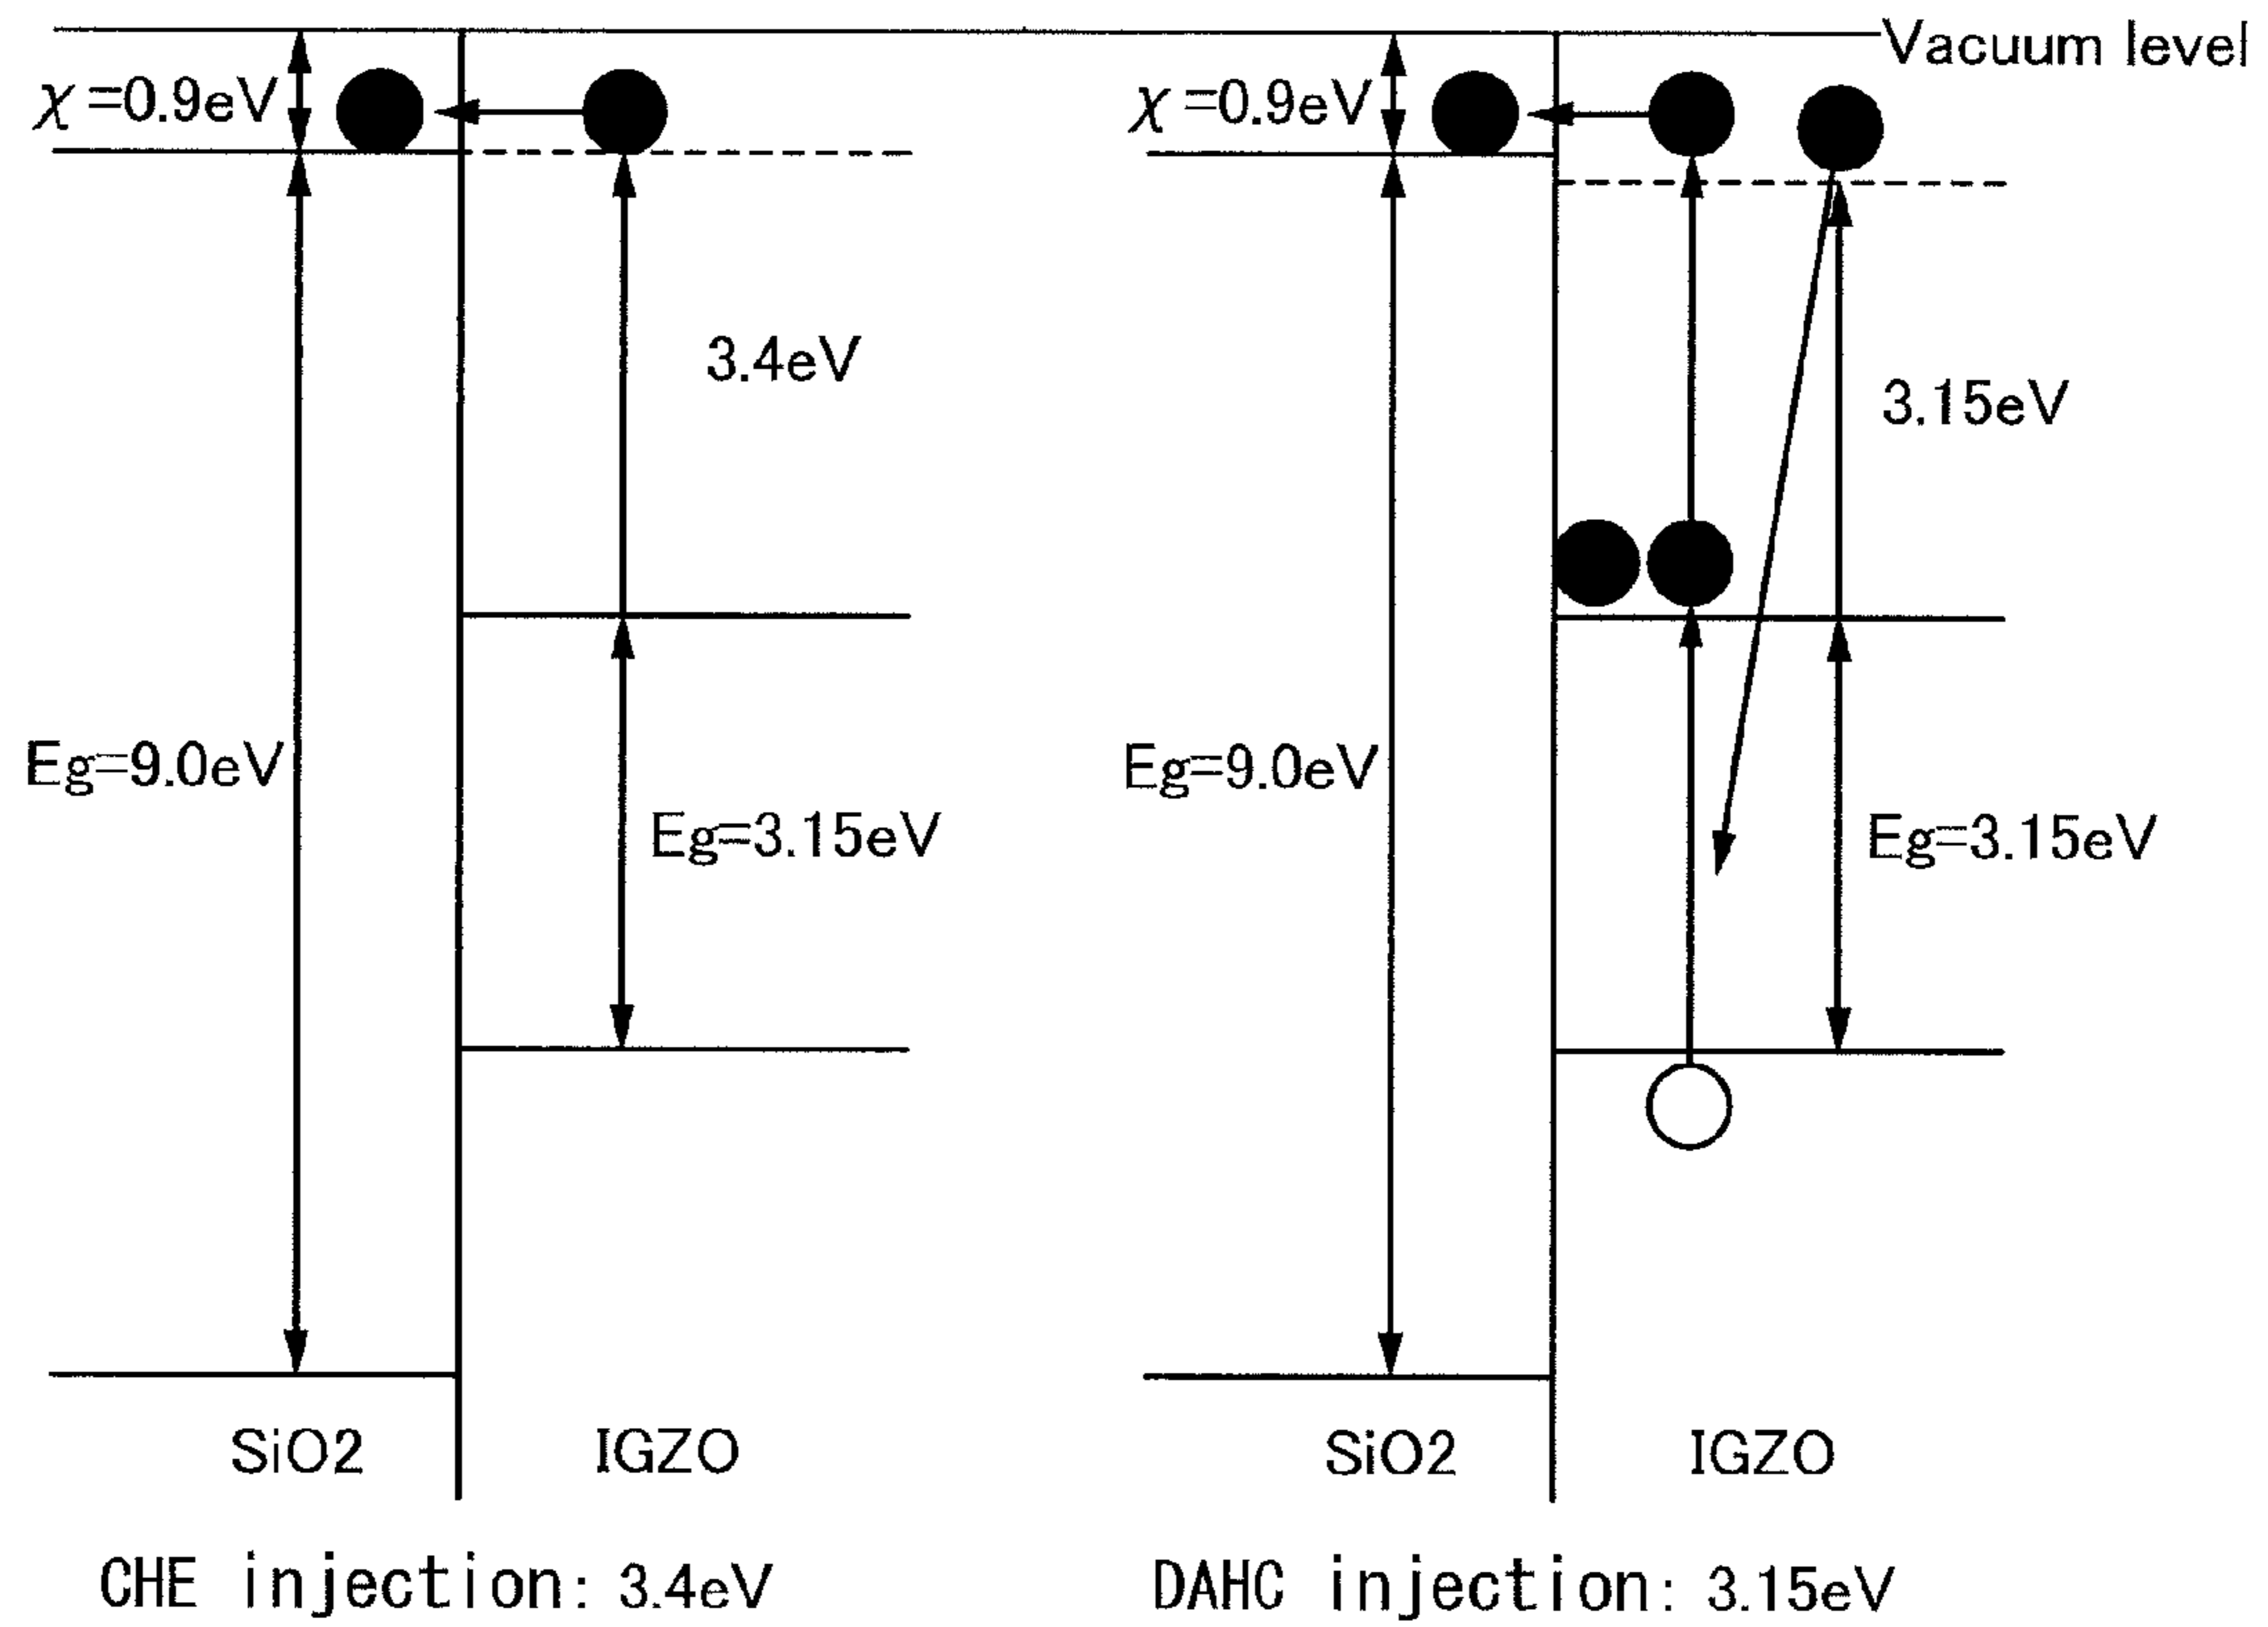 Vacuum level
χ=0.9eV
χ=0.9eV
3.4eV
3.15eV
Eg=9.0eV
Eg=3.15eV
Eg=9.0eV
Eg=3.15eV
SiO2
IGZO
SiO2
IGZO
CHE injection: 3.4eV
DAHC injection: 3.15eV